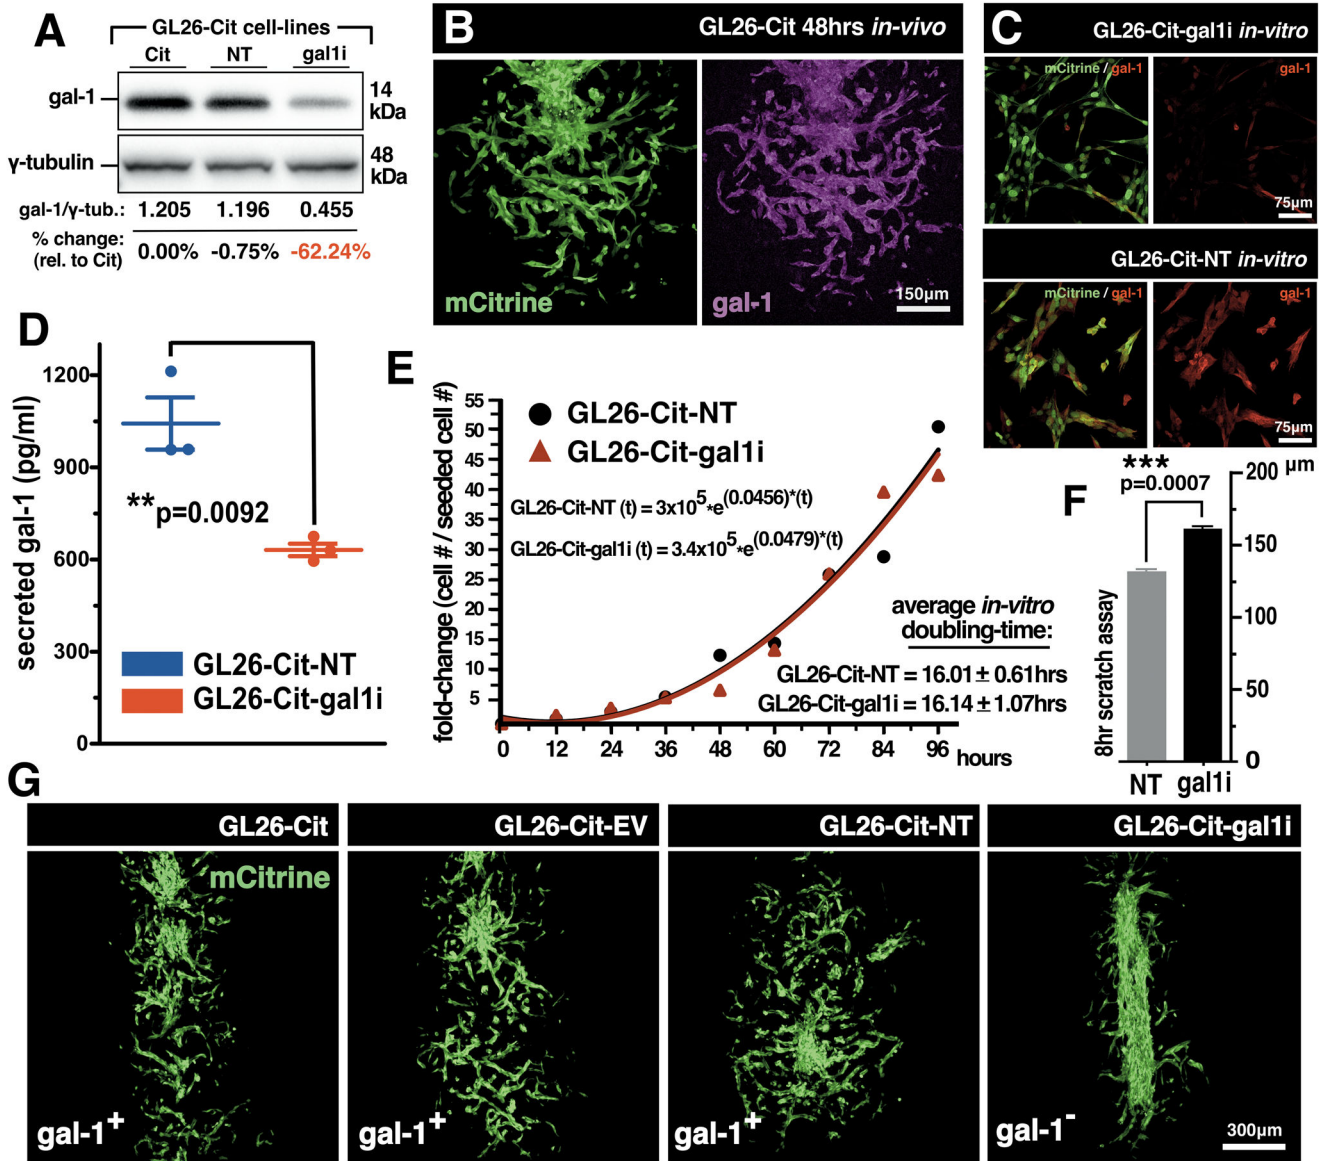 A
GL26-Cit cell-lines
Cit NT gal1i
gal-1
14
kDa
γ-tubulin
48
kDa
gal-1/γ-tub.: 1.205 1.196 0.455
% change:
(rel. to Cit)
0.00% -0.75% -62.24%
B
GL26-Cit 48hrs in-vivo
mCitrine
gal-1
150µm
C
GL26-Cit-gal1i in-vitro
mCitrine / gal-1
gal-1
75µm
GL26-Cit-NT in-vitro
mCitrine / gal-1
gal-1
75µm
D
secreted gal-1 (pg/ml)
1200
900
600
300
0
**p=0.0092
GL26-Cit-NT
GL26-Cit-gal1i
E
fold-change (cell # / seeded cell #)
55
50
45
40
35
30
25
20
15
10
5
GL26-Cit-NT
GL26-Cit-gal1i
GL26-Cit-NT (t) = 3x10^5*e^(0.0456)*(t)
GL26-Cit-gal1i (t) = 3.4x10^5*e^(0.0479)*(t)
average in-vitro
doubling-time:
GL26-Cit-NT = 16.01 ± 0.61hrs
GL26-Cit-gal1i = 16.14 ± 1.07hrs
0 12 24 36 48 60 72 84 96 hours
F
***
p=0.0007
8hr scratch assay
200 µm
150
100
50
0
NT gal1i
G
GL26-Cit
mCitrine
gal-1+
GL26-Cit-EV
gal-1+
GL26-Cit-NT
gal-1+
GL26-Cit-gal1i
gal-1-
300µm